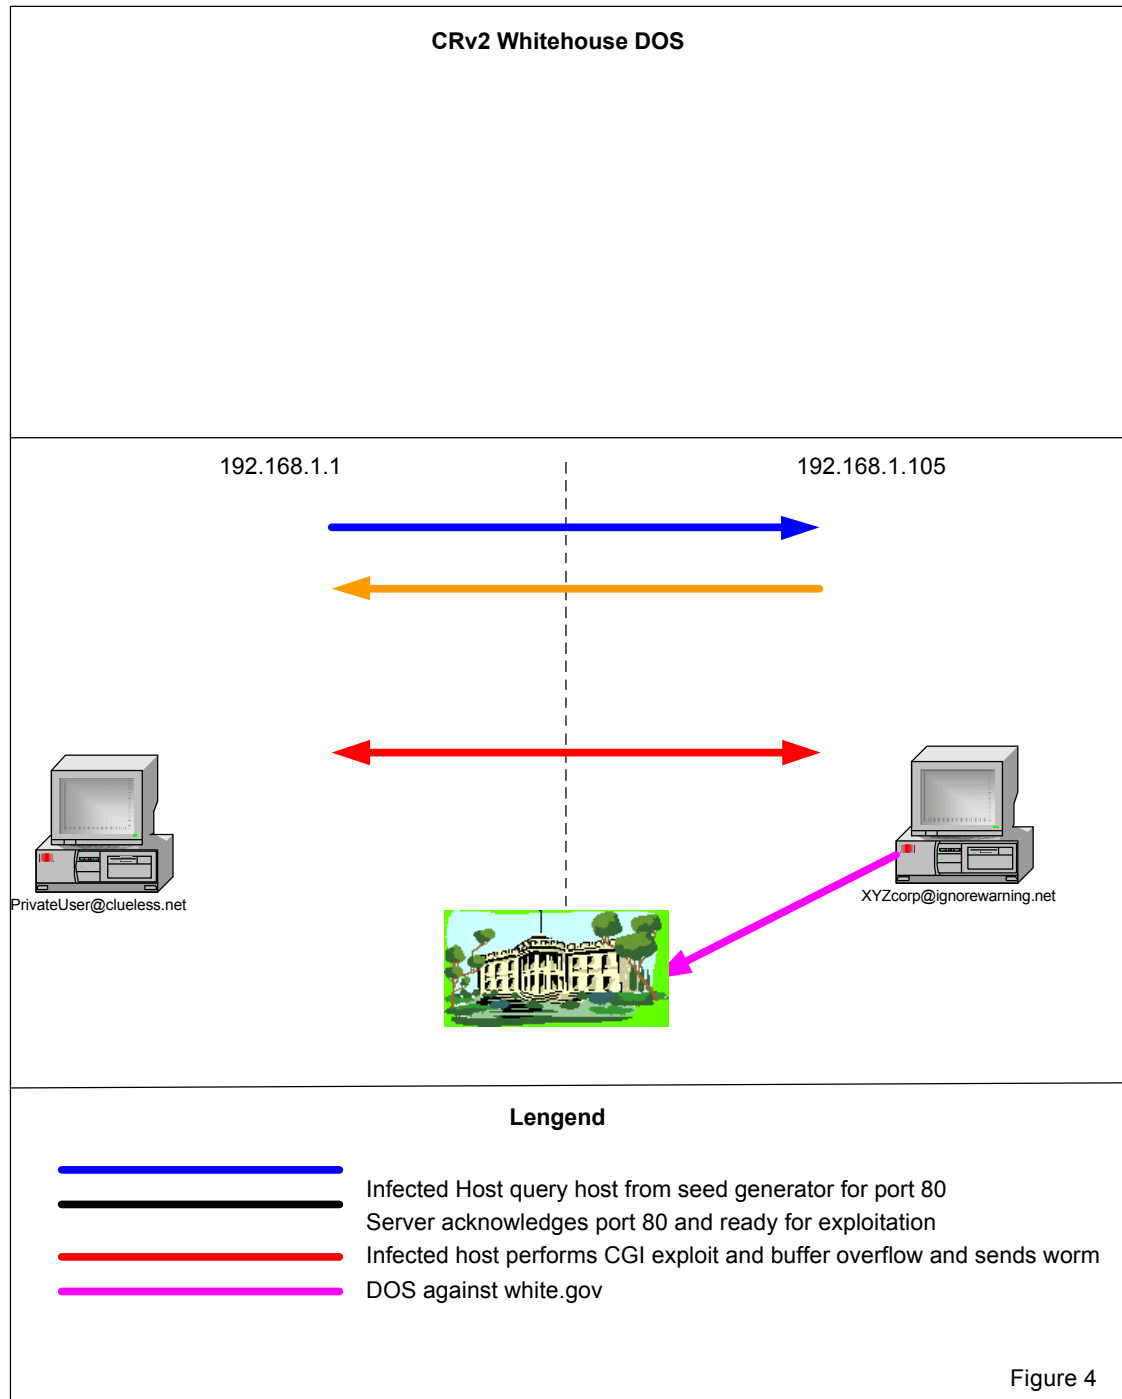 CRv2 Whitehouse DOS
192.168.1.1
192.168.1.105
PrivateUser@clueless.net
XYZcorp@ignorewarning.net
Lengend
Infected Host query host from seed generator for port 80
Server acknowledges port 80 and ready for exploitation
Infected host performs CGI exploit and buffer overflow and sends worm
DOS against white.gov
Figure 4